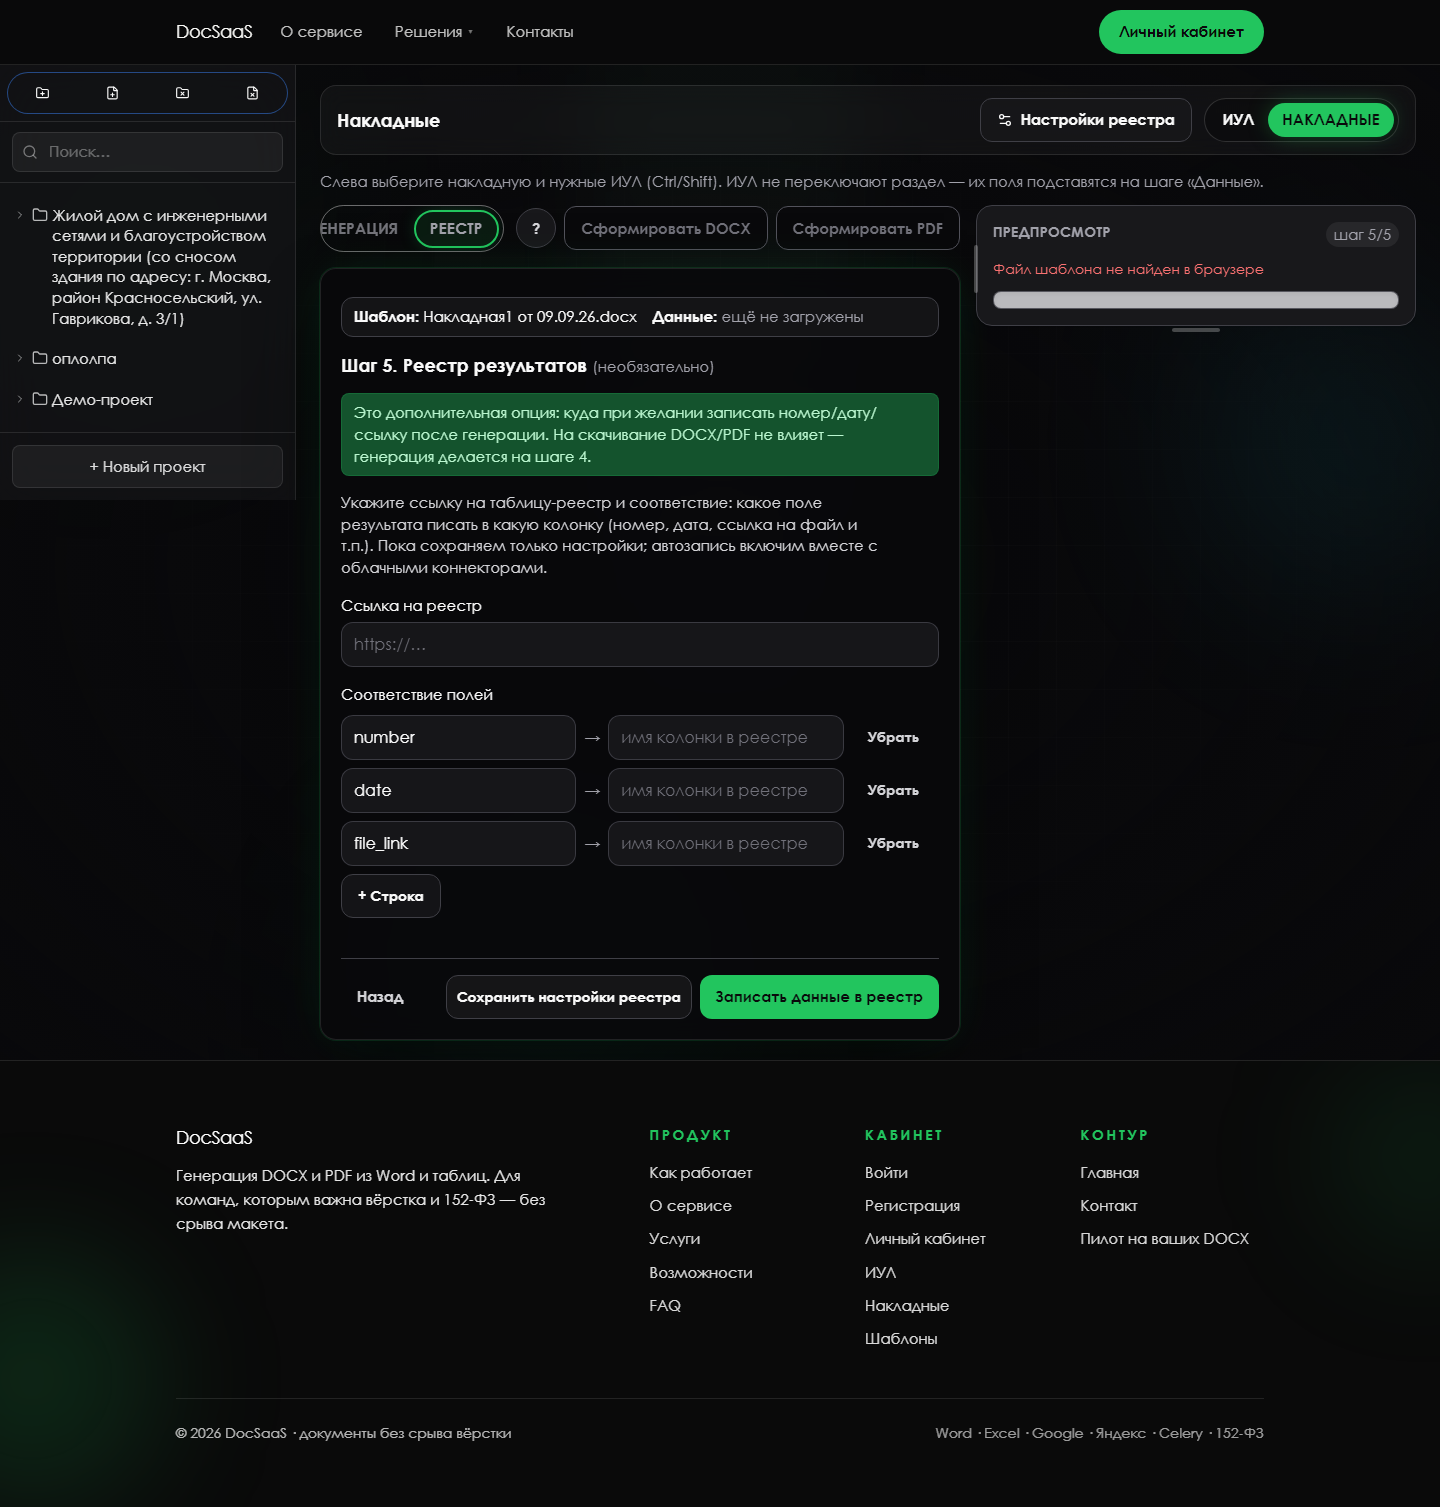 DocSaaS
О сервисе
Решения
Контакты
Личный кабинет
Поиск...
Жилой дом с инженерными
сетями и благоустройством
территории (со сносом
здания по адресу: г. Москва,
район Красносельский, ул.
Гаврикова, д. 3/1)
оплолпа
Демо-проект
+ Новый проект
Накладные
Настройки реестра
ИУЛ
НАКЛАДНЫЕ
Слева выберите накладную и нужные ИУЛ (Ctrl/Shift). ИУЛ не переключают раздел — их поля подставятся на шаге «Данные».
ЕНЕРАЦИЯ
РЕЕСТР
?
Сформировать DOCX
Сформировать PDF
Шаблон: Накладная1 от 09.09.26.docx Данные: ещё не загружены
Шаг 5. Реестр результатов (необязательно)
Это дополнительная опция: куда при желании записать номер/дату/
ссылку после генерации. На скачивание DOCX/PDF не влияет —
генерация делается на шаге 4.
Укажите ссылку на таблицу-реестр и соответствие: какое поле
результата писать в какую колонку (номер, дата, ссылка на файл и
т.п.). Пока сохраняем только настройки; автозапись включим вместе с
облачными коннекторами.
Ссылка на реестр
https://...
Соответствие полей
number → имя колонки в реестре Убрать
date → имя колонки в реестре Убрать
file_link → имя колонки в реестре Убрать
+ Строка
Назад
Сохранить настройки реестра
Записать данные в реестр
ПРЕДПРОСМОТР
шаг 5/5
Файл шаблона не найден в браузере
DocSaaS
Генерация DOCX и PDF из Word и таблиц. Для
команд, которым важна вёрстка и 152-ФЗ — без
срыва макета.
ПРОДУКТ
Как работает
О сервисе
Услуги
Возможности
FAQ
КАБИНЕТ
Войти
Регистрация
Личный кабинет
ИУЛ
Накладные
Шаблоны
КОНТУР
Главная
Контакт
Пилот на ваших DOCX
© 2026 DocSaaS · документы без срыва вёрстки
Word · Excel · Google · Яндекс · Celery · 152-ФЗ